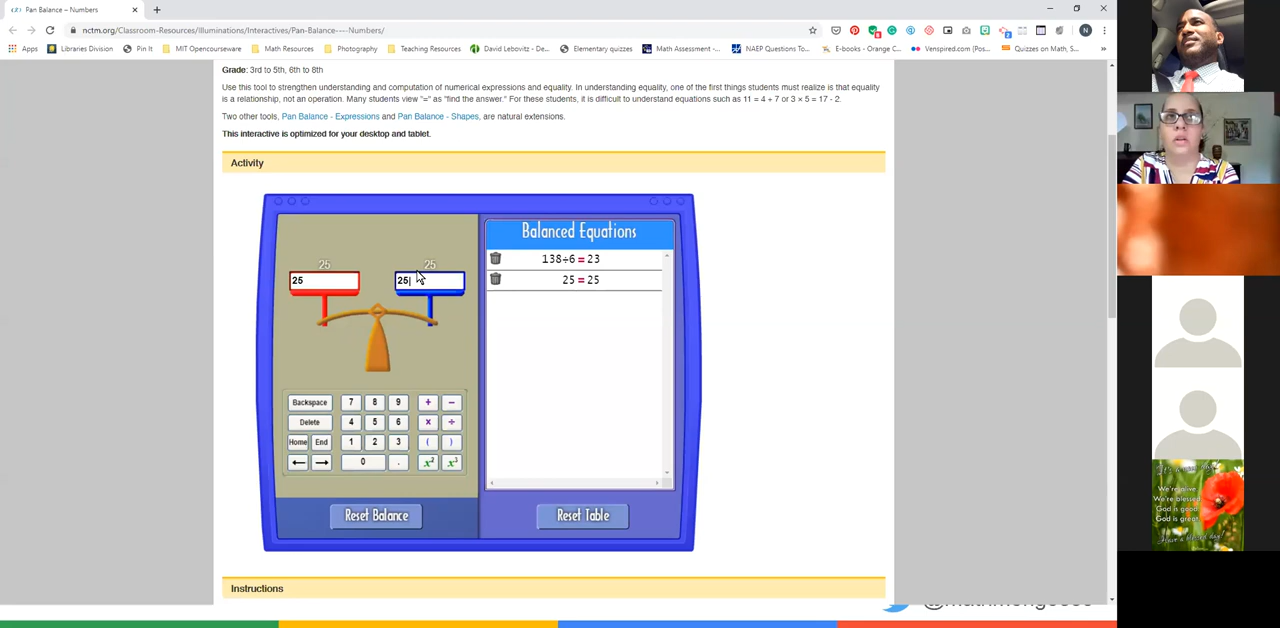 Pan Balance – Numbers
nctm.org/Classroom-Resources/Illuminations/Interactives/Pan-Balance----Numbers/
Apps Libraries Division Pin It MIT Opencourseware Math Resources Photography Teaching Resources David Lebovitz - De... Elementary quizzes Math Assessment -... NAEP Questions To... E-books - Orange C... Venspired.com (Pos... Quizzes on Math, S...
Grade: 3rd to 5th, 6th to 8th
Use this tool to strengthen understanding and computation of numerical expressions and equality. In understanding equality, one of the first things students must realize is that equality
is a relationship, not an operation. Many students view "=" as "find the answer." For these students, it is difficult to understand equations such as 11 = 4 + 7 or 3 × 5 = 17 - 2.
Two other tools, Pan Balance - Expressions and Pan Balance - Shapes, are natural extensions.
This interactive is optimized for your desktop and tablet.
Activity
Balanced Equations
138÷6 = 23
25 = 25
25 25
25 25
Backspace 7 8 9 + −
Delete 4 5 6 x ÷
Home End 1 2 3 ( )
← → 0 . x² x³
Reset Balance Reset Table
Instructions
We're alive
We're blessed
God is good
God is great
Have a blessed day!